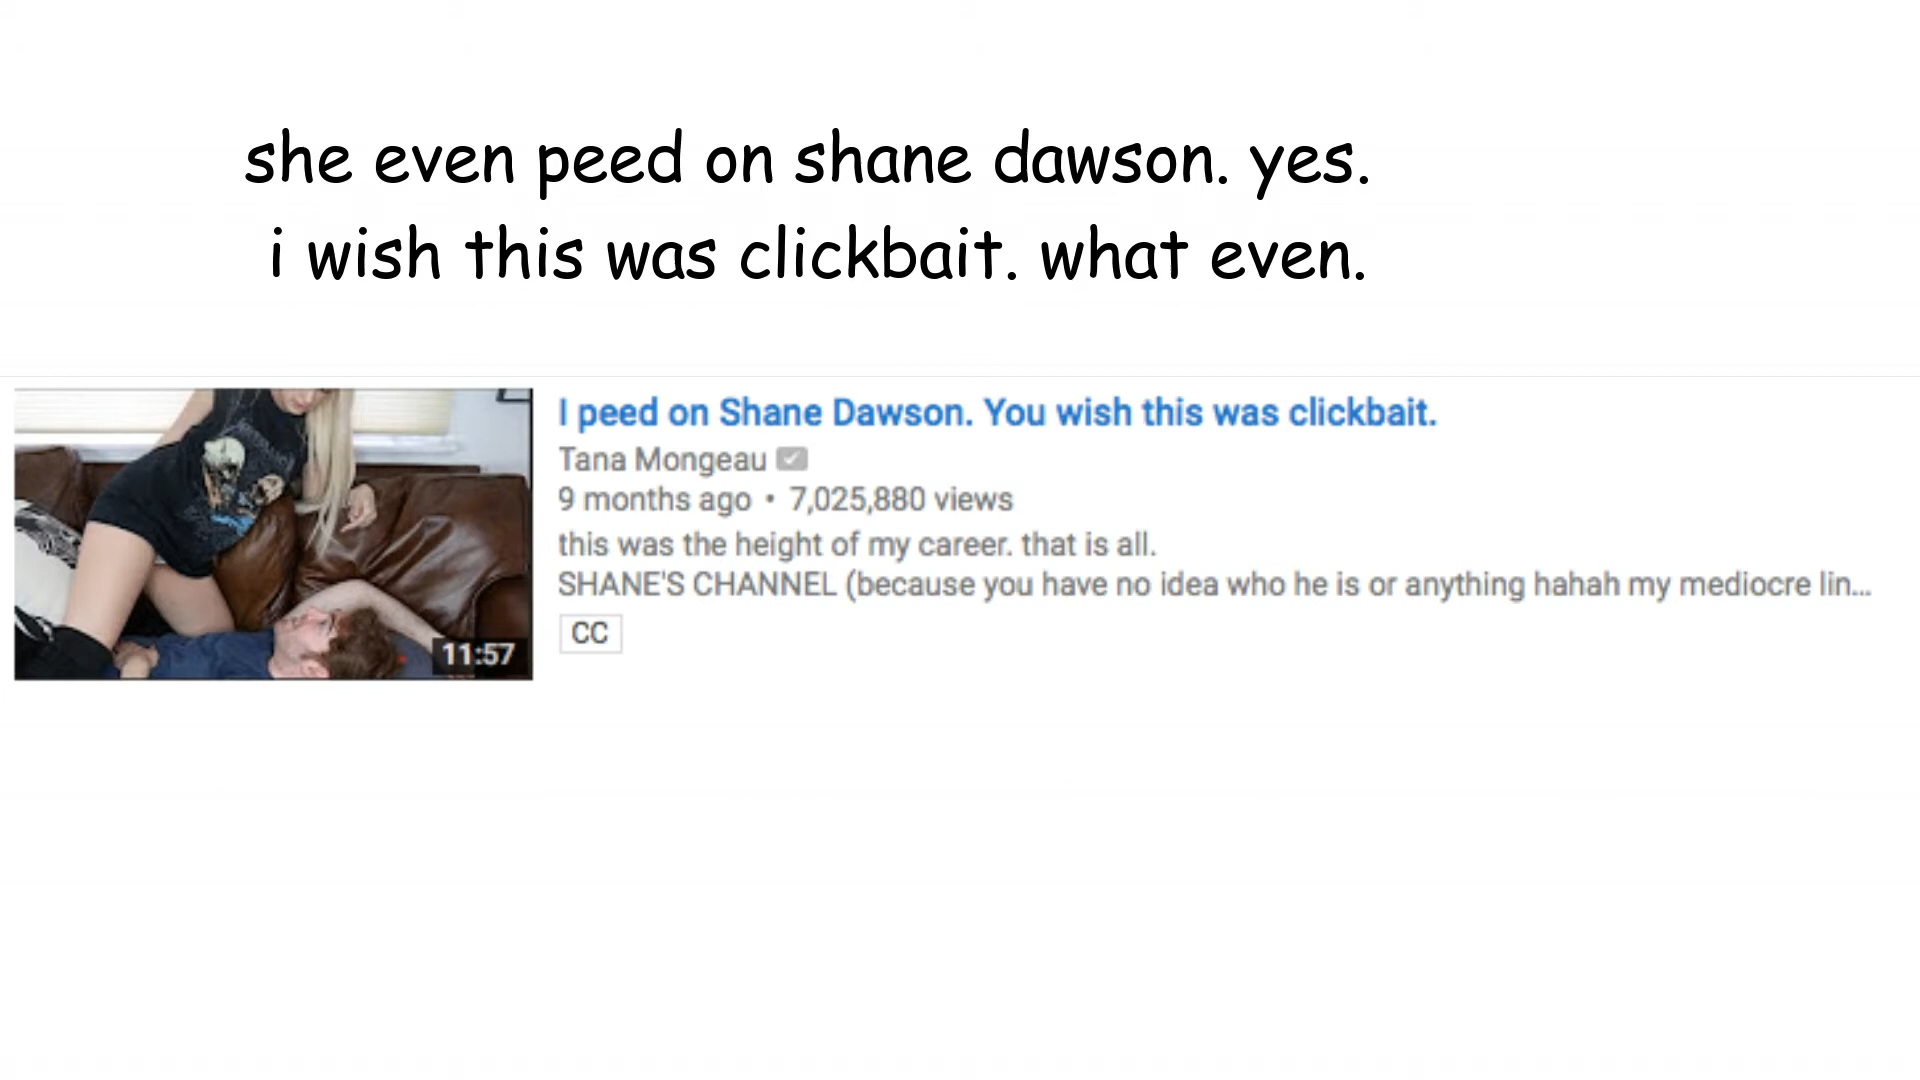 she even peed on shane dawson. yes.
i wish this was clickbait. what even.
I peed on Shane Dawson. You wish this was clickbait.
Tana Mongeau
9 months ago • 7,025,880 views
this was the height of my career. that is all.
SHANE'S CHANNEL (because you have no idea who he is or anything hahah my mediocre lin...
CC
11:57